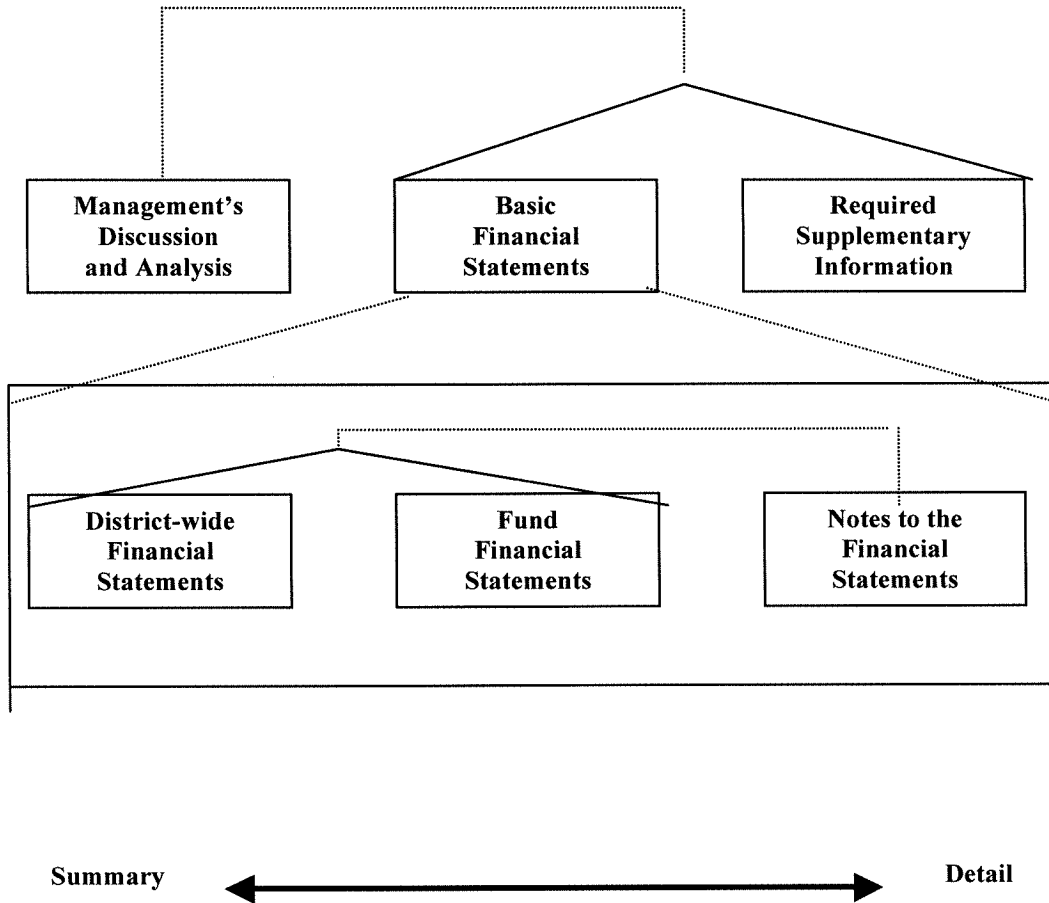 Management's
Discussion
and Analysis
Basic
Financial
Statements
Required
Supplementary
Information
District-wide
Financial
Statements
Fund
Financial
Statements
Notes to the
Financial
Statements
Summary
Detail